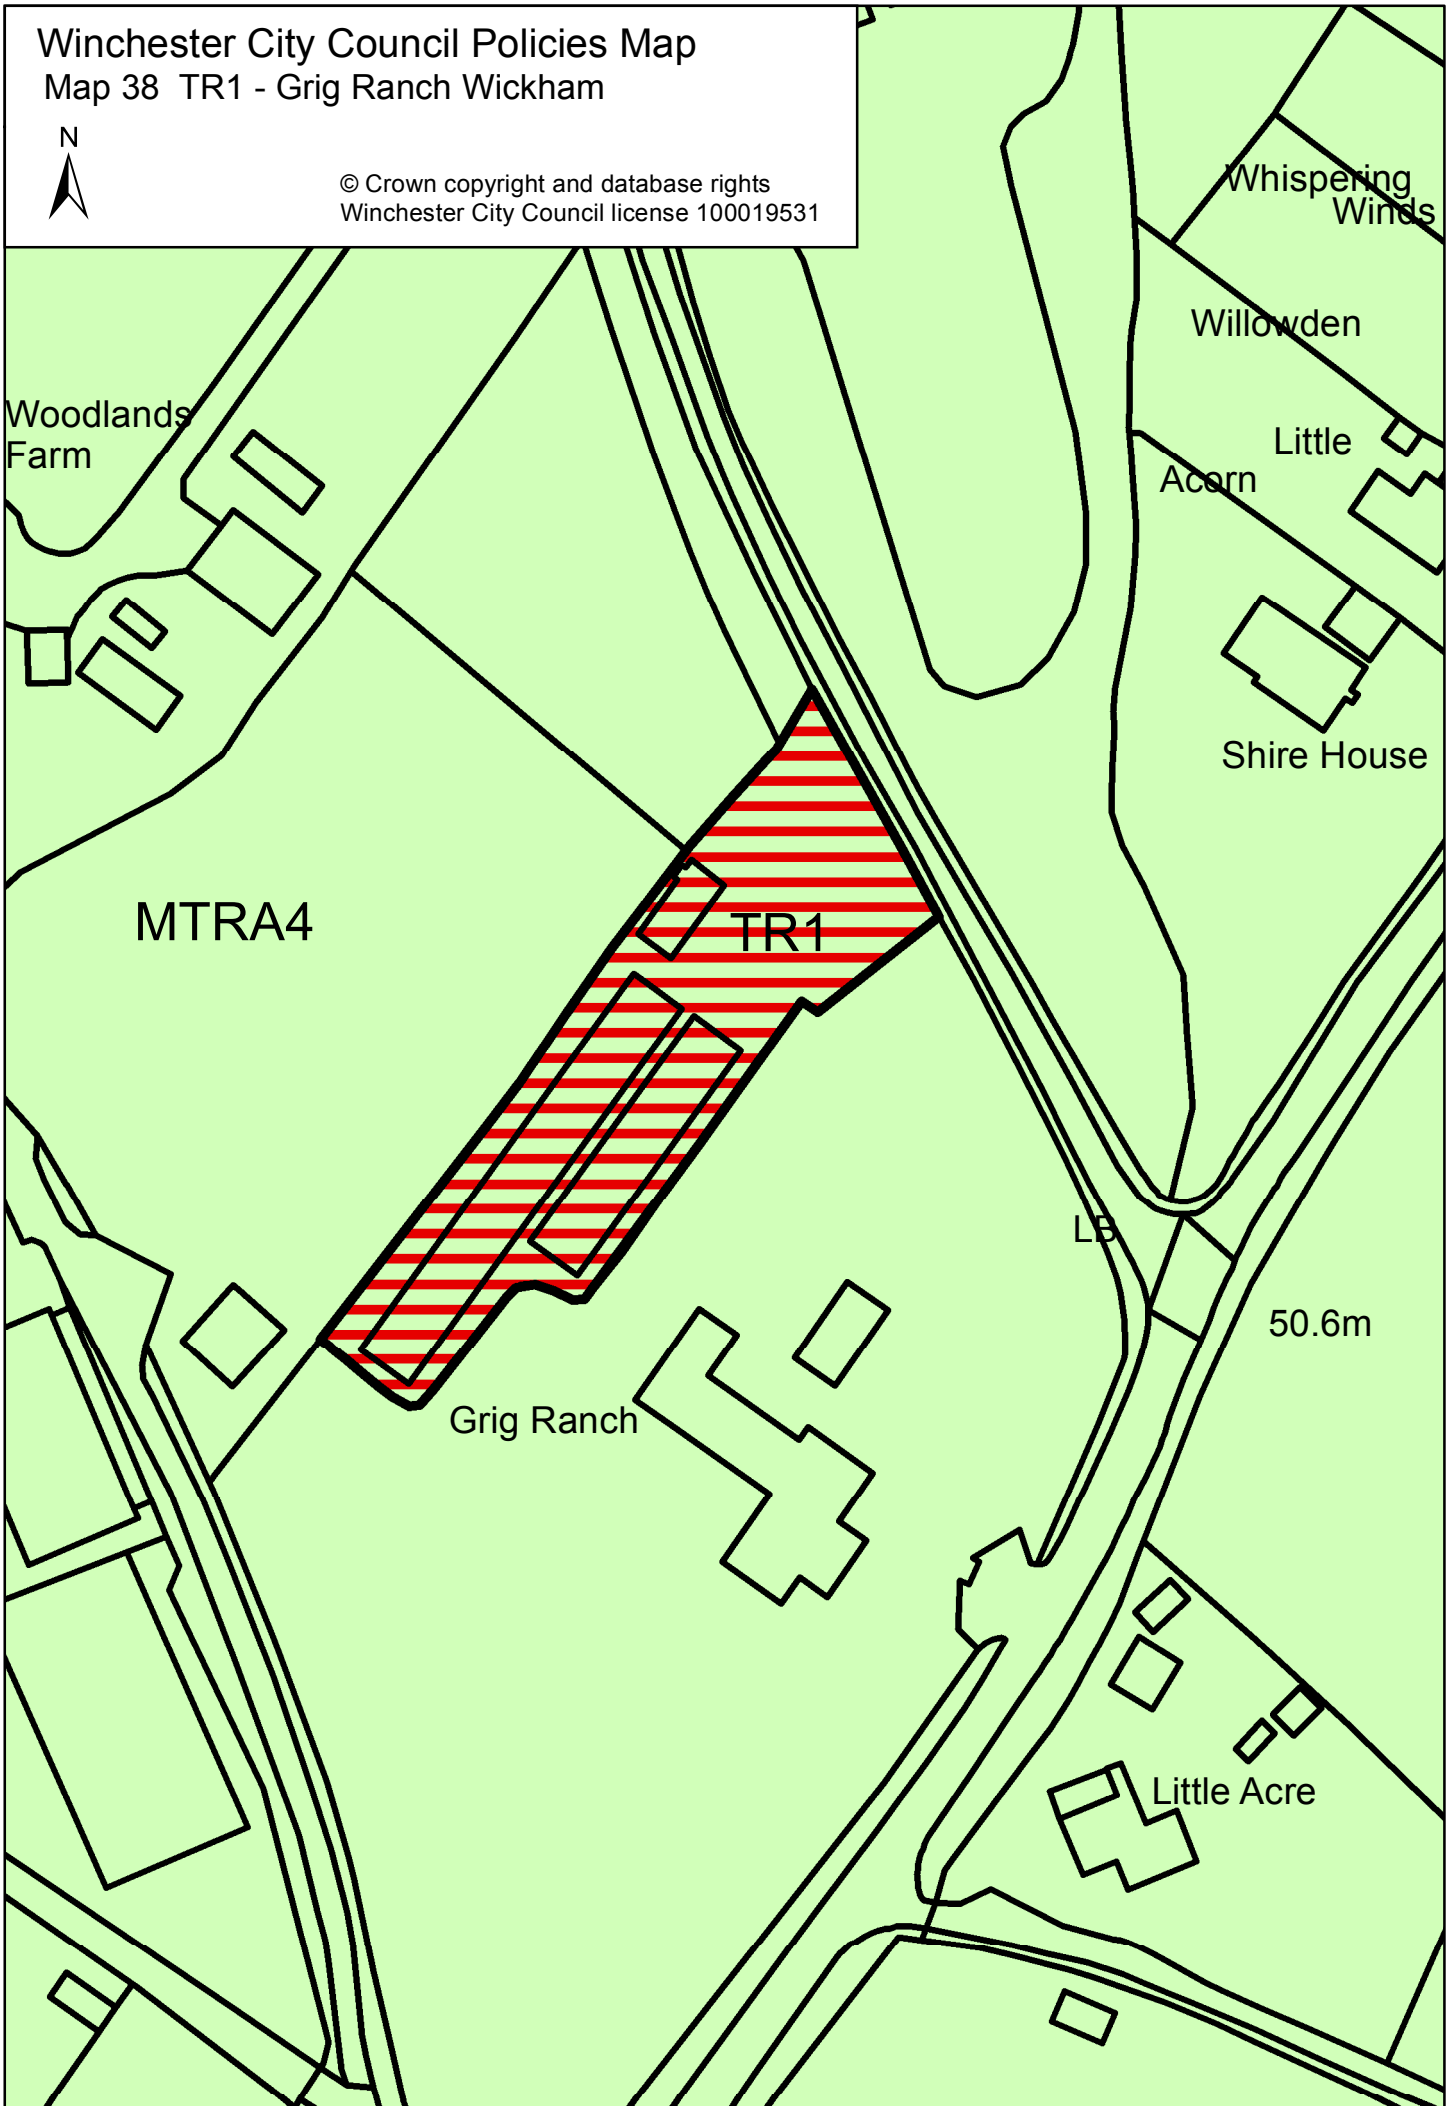 Winchester City Council Policies Map
Map 38 TR1 - Grig Ranch Wickham
N
© Crown copyright and database rights
Winchester City Council license 100019531
Whispering
Winds
Willowden
Woodlands
Farm
Little
Acorn
Shire House
MTRA4
TR1
LB
50.6m
Grig Ranch
Little Acre